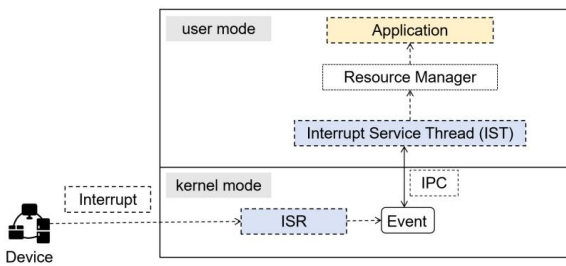 user mode
Application
Resource Manager
Interrupt Service Thread (IST)
kernel mode
IPC
Interrupt
ISR
Event
Device